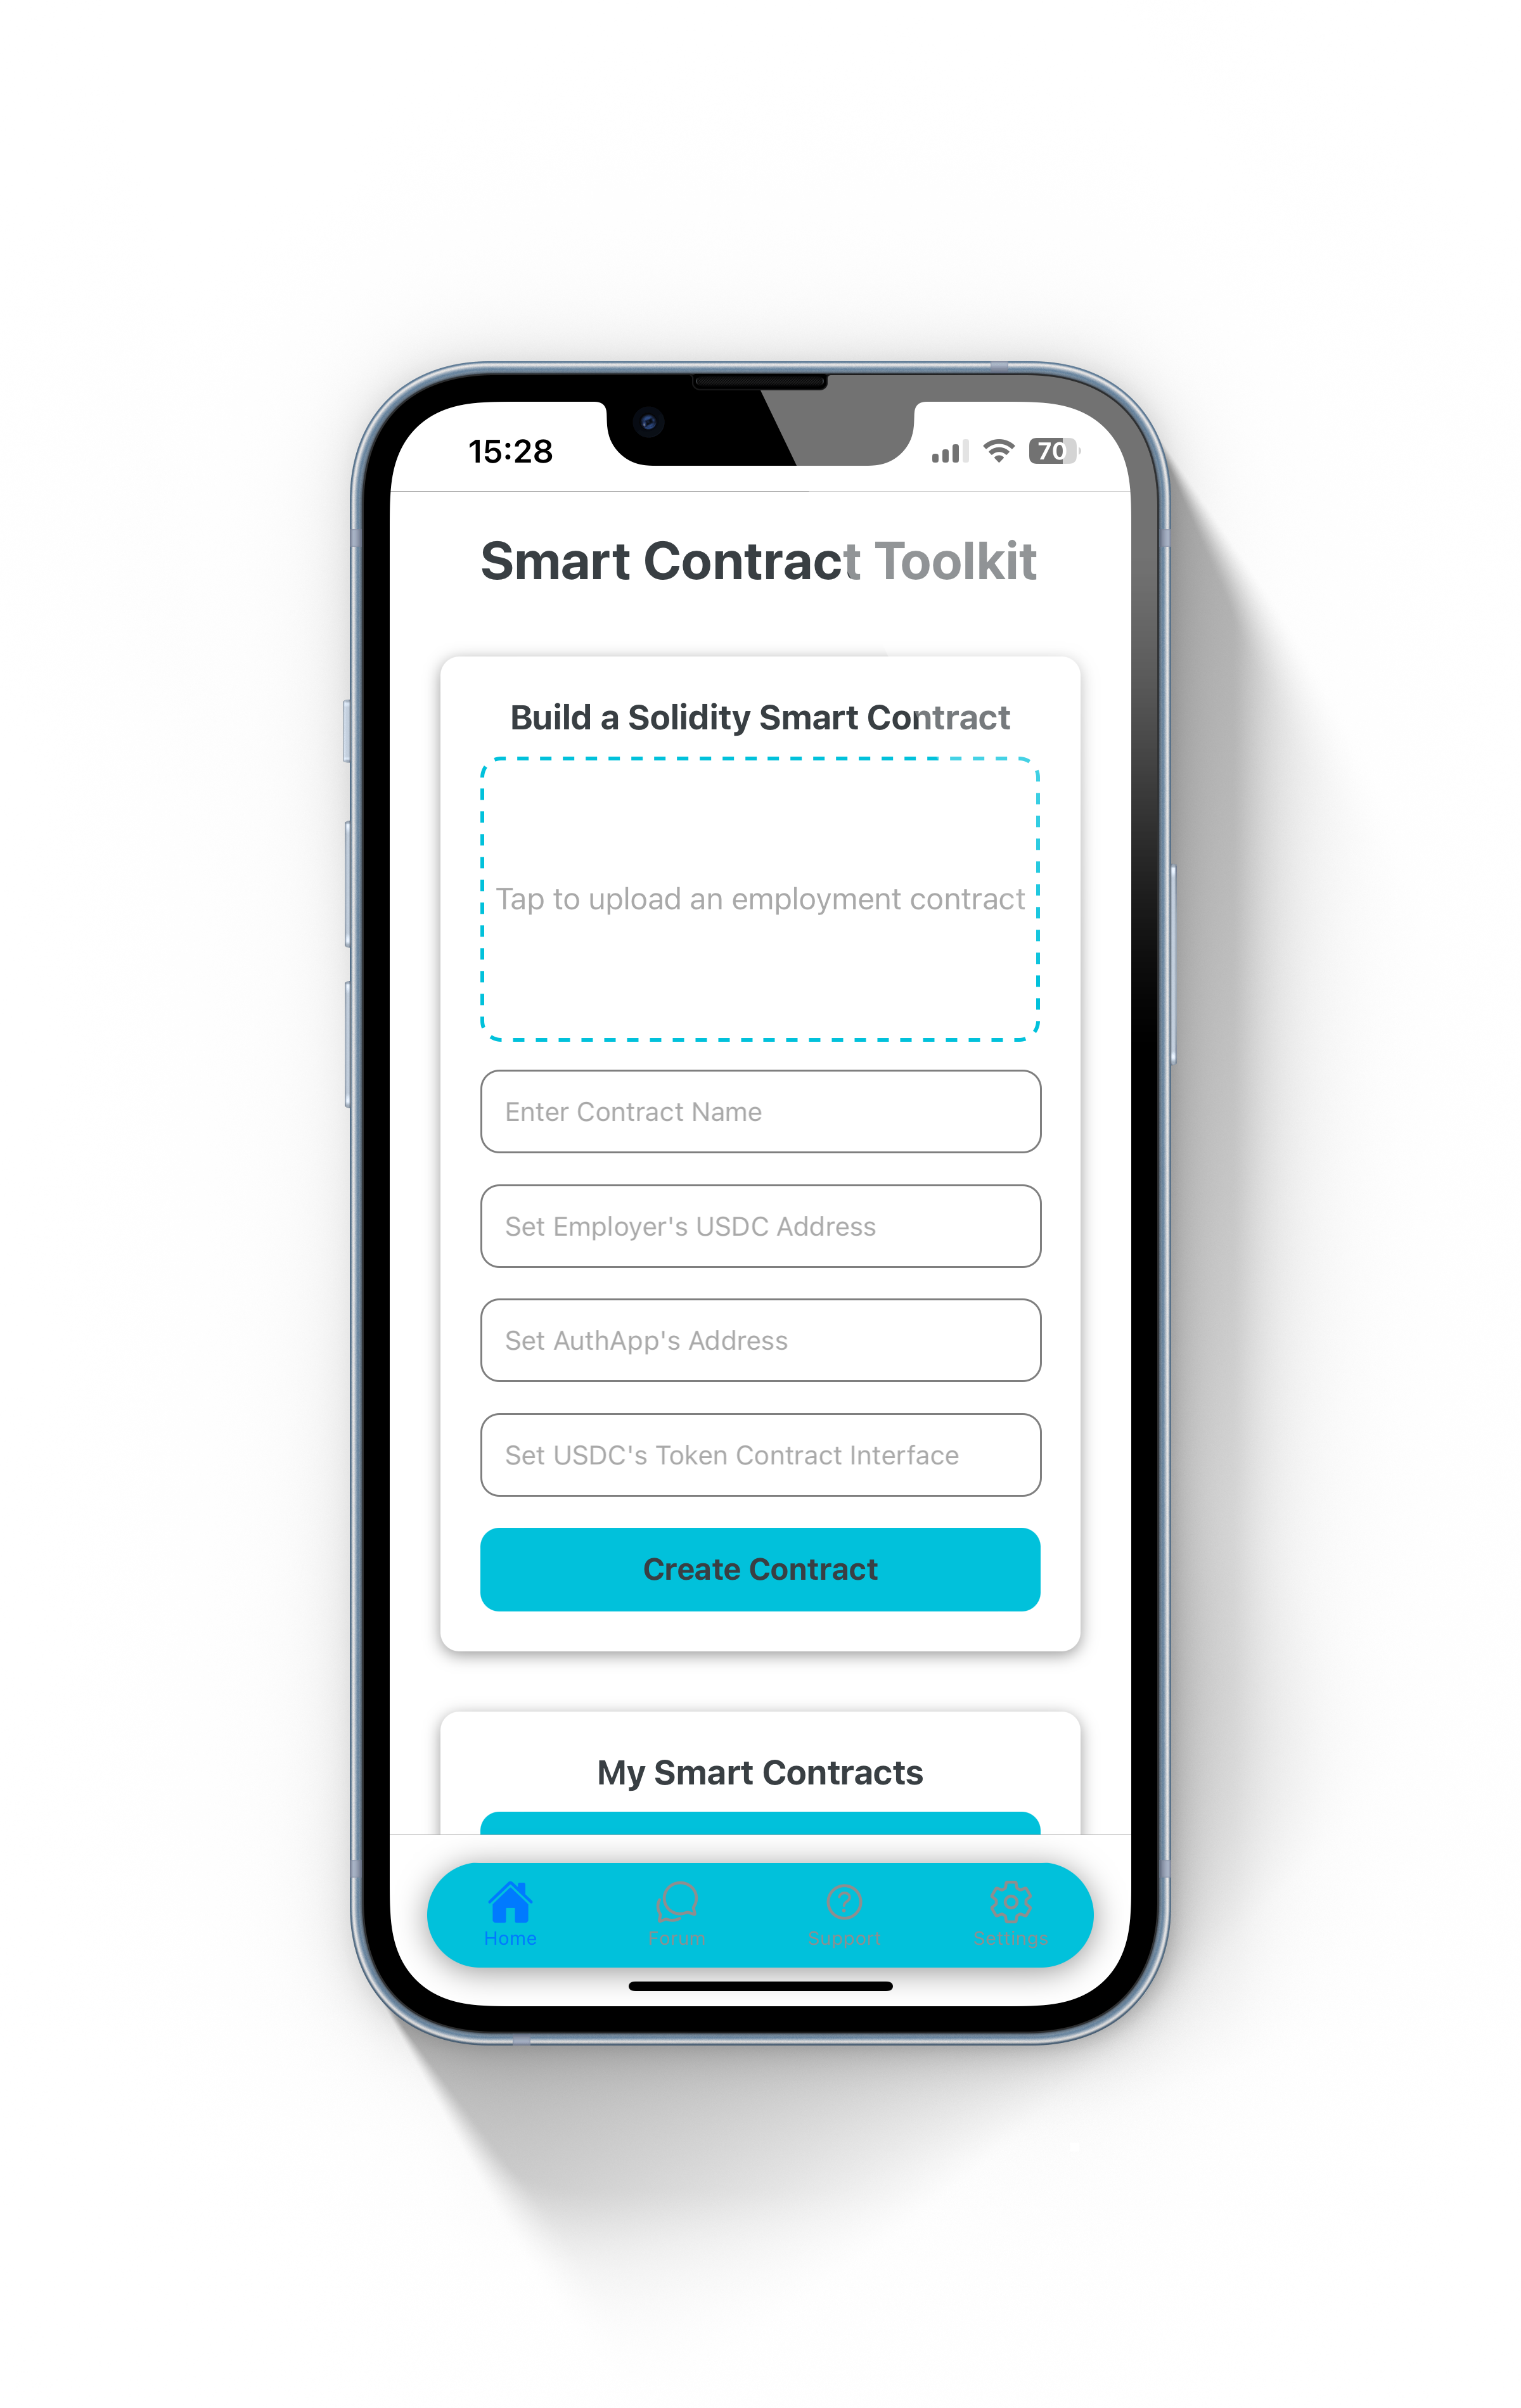 15:28
70
Smart Contract Toolkit
Build a Solidity Smart Contract
Tap to upload an employment contract
Enter Contract Name
Set Employer's USDC Address
Set AuthApp's Address
Set USDC's Token Contract Interface
Create Contract
My Smart Contracts
Home Forum Support Settings